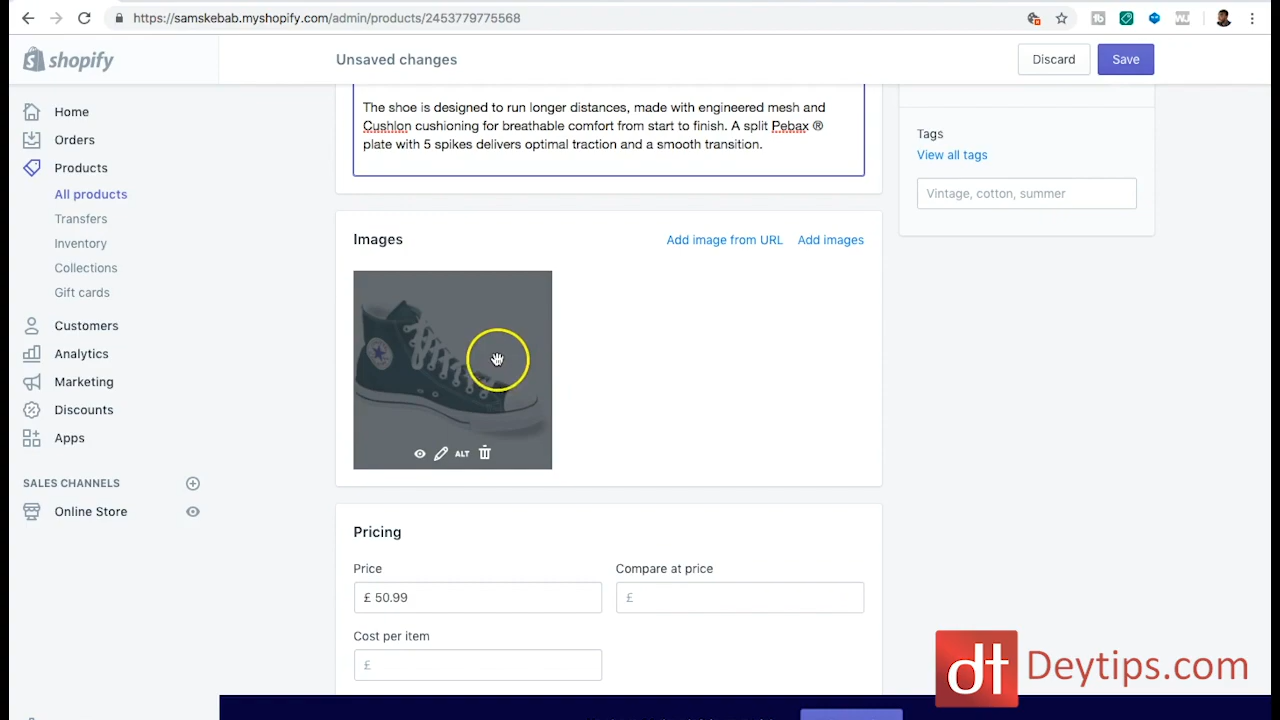 https://samskebab.myshopify.com/admin/products/2453779775568
shopify
Unsaved changes
Discard
Save
Home
Orders
Products
All products
Transfers
Inventory
Collections
Gift cards
Customers
Analytics
Marketing
Discounts
Apps
SALES CHANNELS
Online Store
The shoe is designed to run longer distances, made with engineered mesh and
Cushlon cushioning for breathable comfort from start to finish. A split Pebax ®
plate with 5 spikes delivers optimal traction and a smooth transition.
Images
Add image from URL
Add images
ALT
Pricing
Price
Compare at price
£ 50.99
£
Cost per item
£
Tags
View all tags
Vintage, cotton, summer
dt Deytips.com